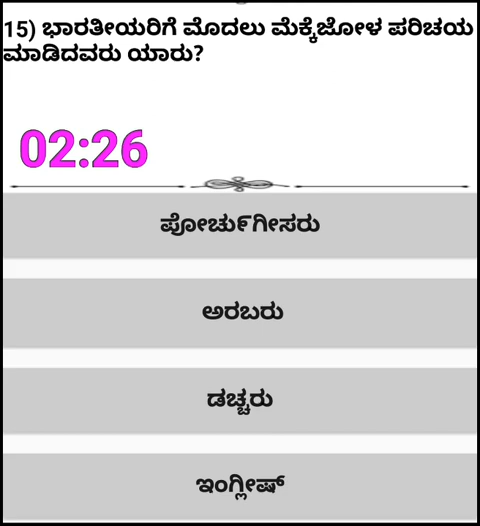 15) ಭಾರತೀಯರಿಗೆ ಮೊದಲು ಮೆಕ್ಕೆಜೋಳ ಪರಿಚಯ
ಮಾಡಿದವರು ಯಾರು?
02:26
ಪೋರ್ಚುಗೀಸರು
ಅರಬರು
ಡಚ್ಚರು
ಇಂಗ್ಲೀಷ್